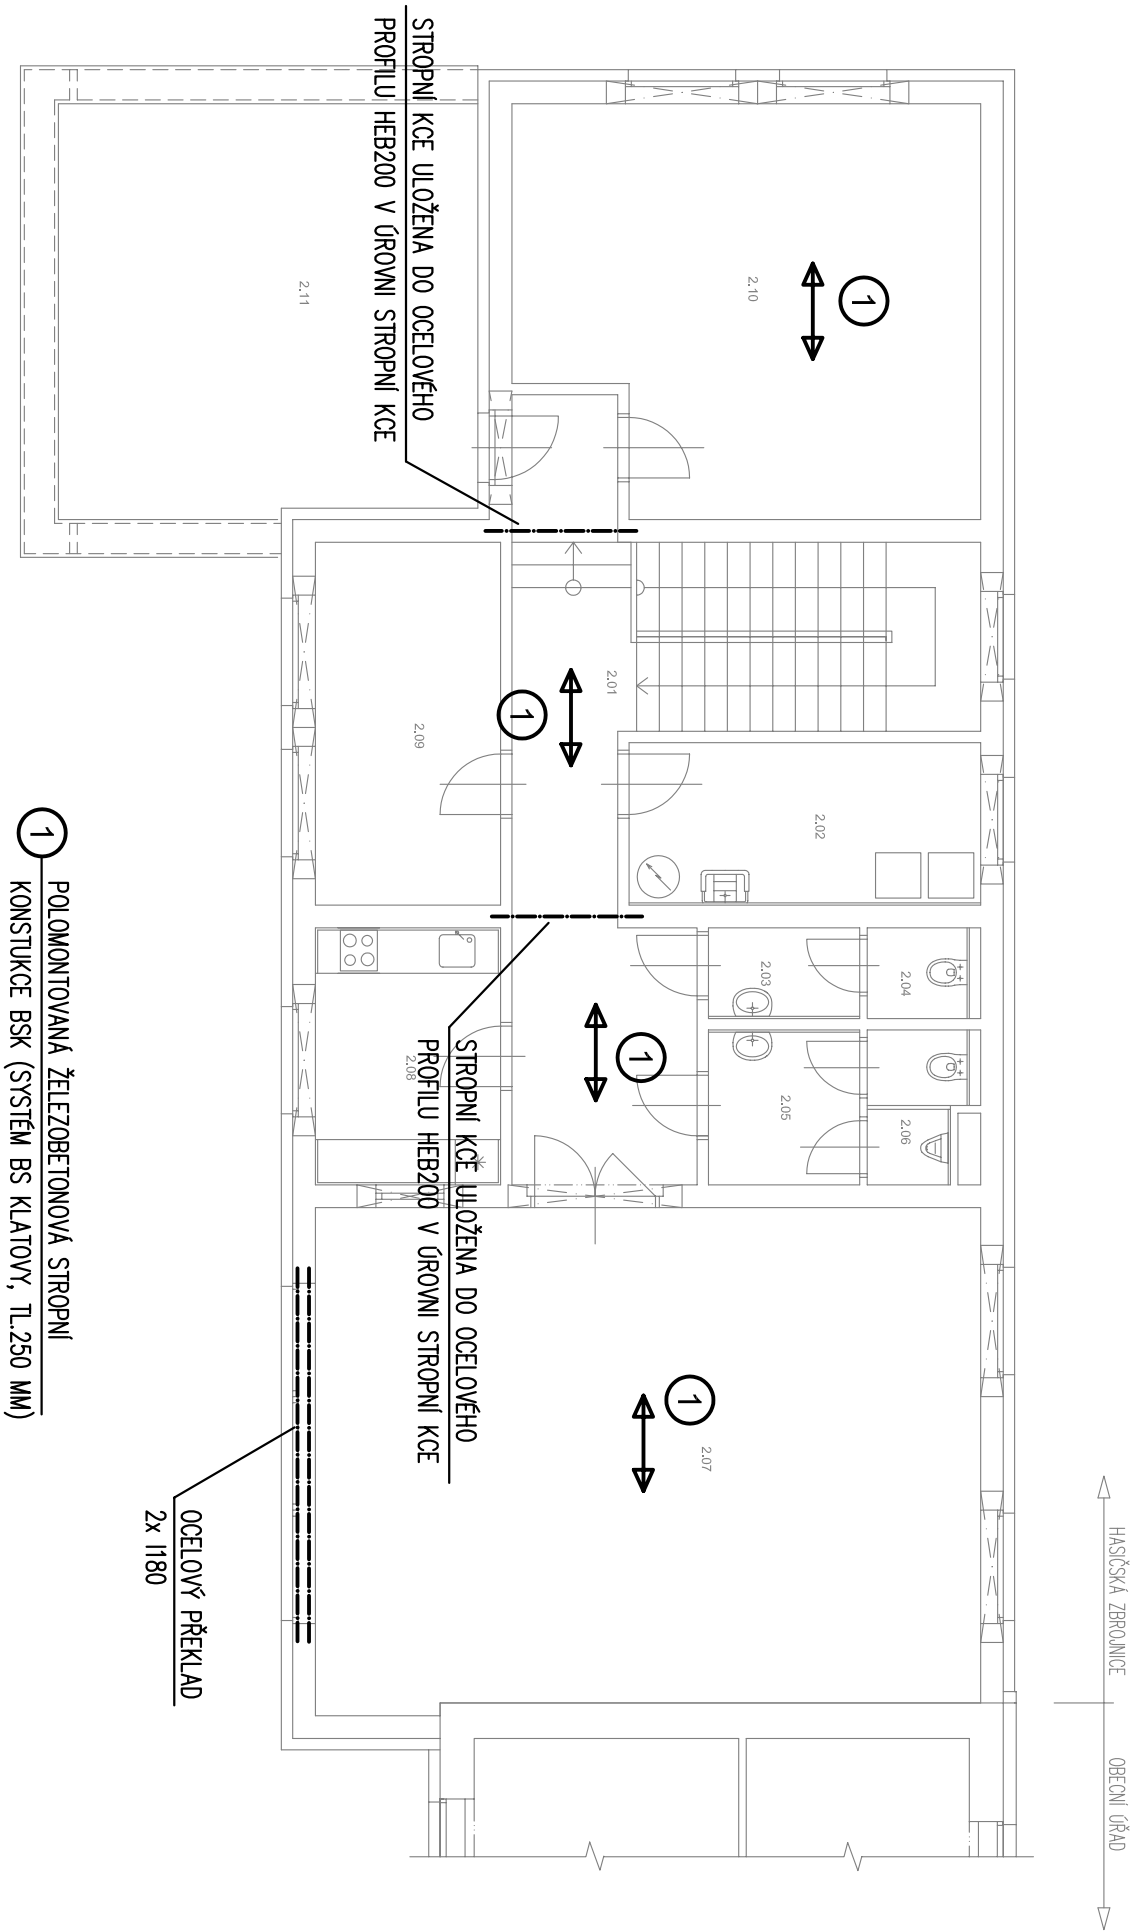 HASIČSKÁ ZBROJNICE
OBECNÍ ÚŘAD
1
2.10
STROPNÍ KCE ULOŽENA DO OCELOVÉHO
PROFILU HEB200 V ÚROVNI STROPNÍ KCE
2.11
2.01
1
2.02
2.09
2.04
2.03
1
2.05
2.06
2.08
STROPNÍ KCE ULOŽENA DO OCELOVÉHO
PROFILU HEB200 V ÚROVNI STROPNÍ KCE
1
2.07
OCELOVÝ PŘEKLAD
2x I180
1
POLOMONTOVANÁ ŽELEZOBETONOVÁ STROPNÍ
KONSTUKCE BSK (SYSTÉM BS KLATOVY, TL.250 MM)